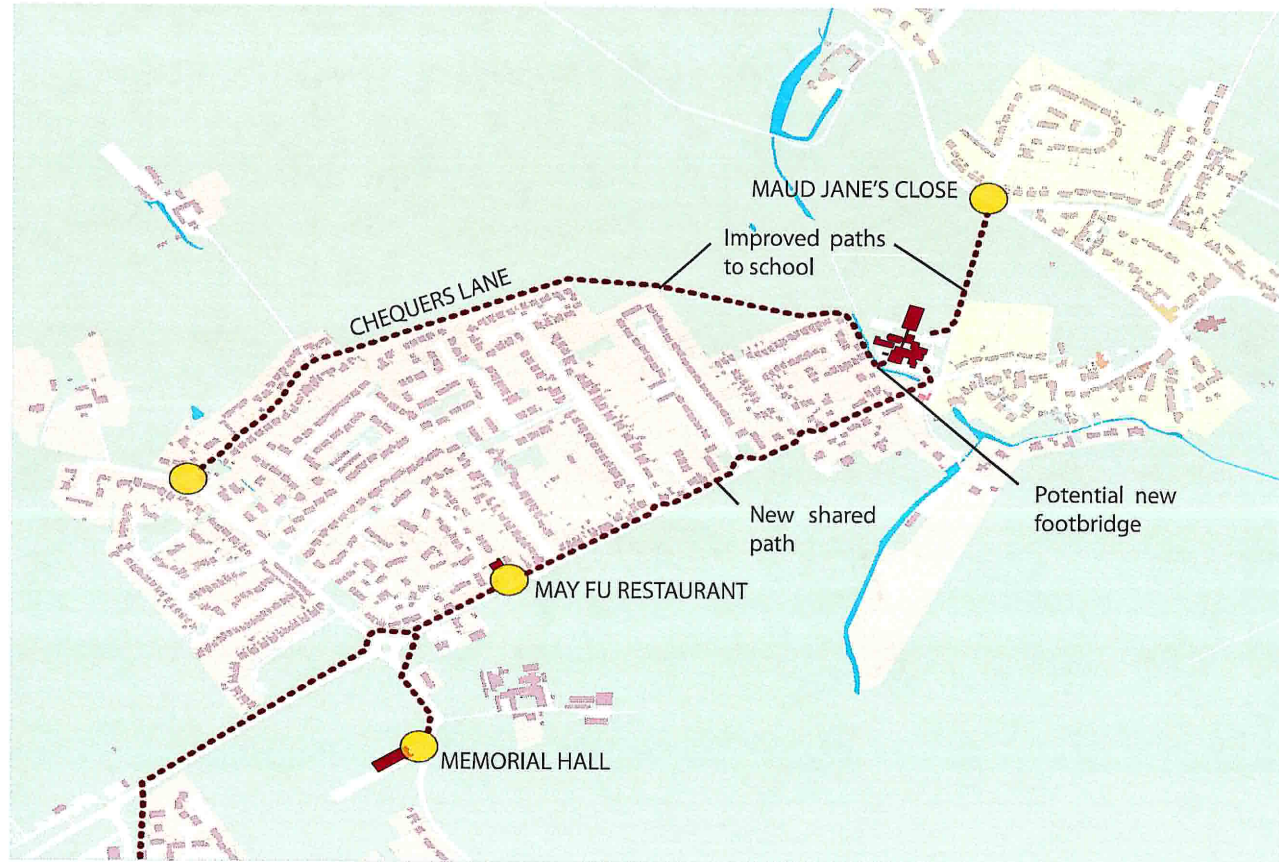 MAUD JANE'S CLOSE
Improved paths
to school
CHEQUERS LANE
Potential new
footbridge
New shared
path
MAY FU RESTAURANT
MEMORIAL HALL